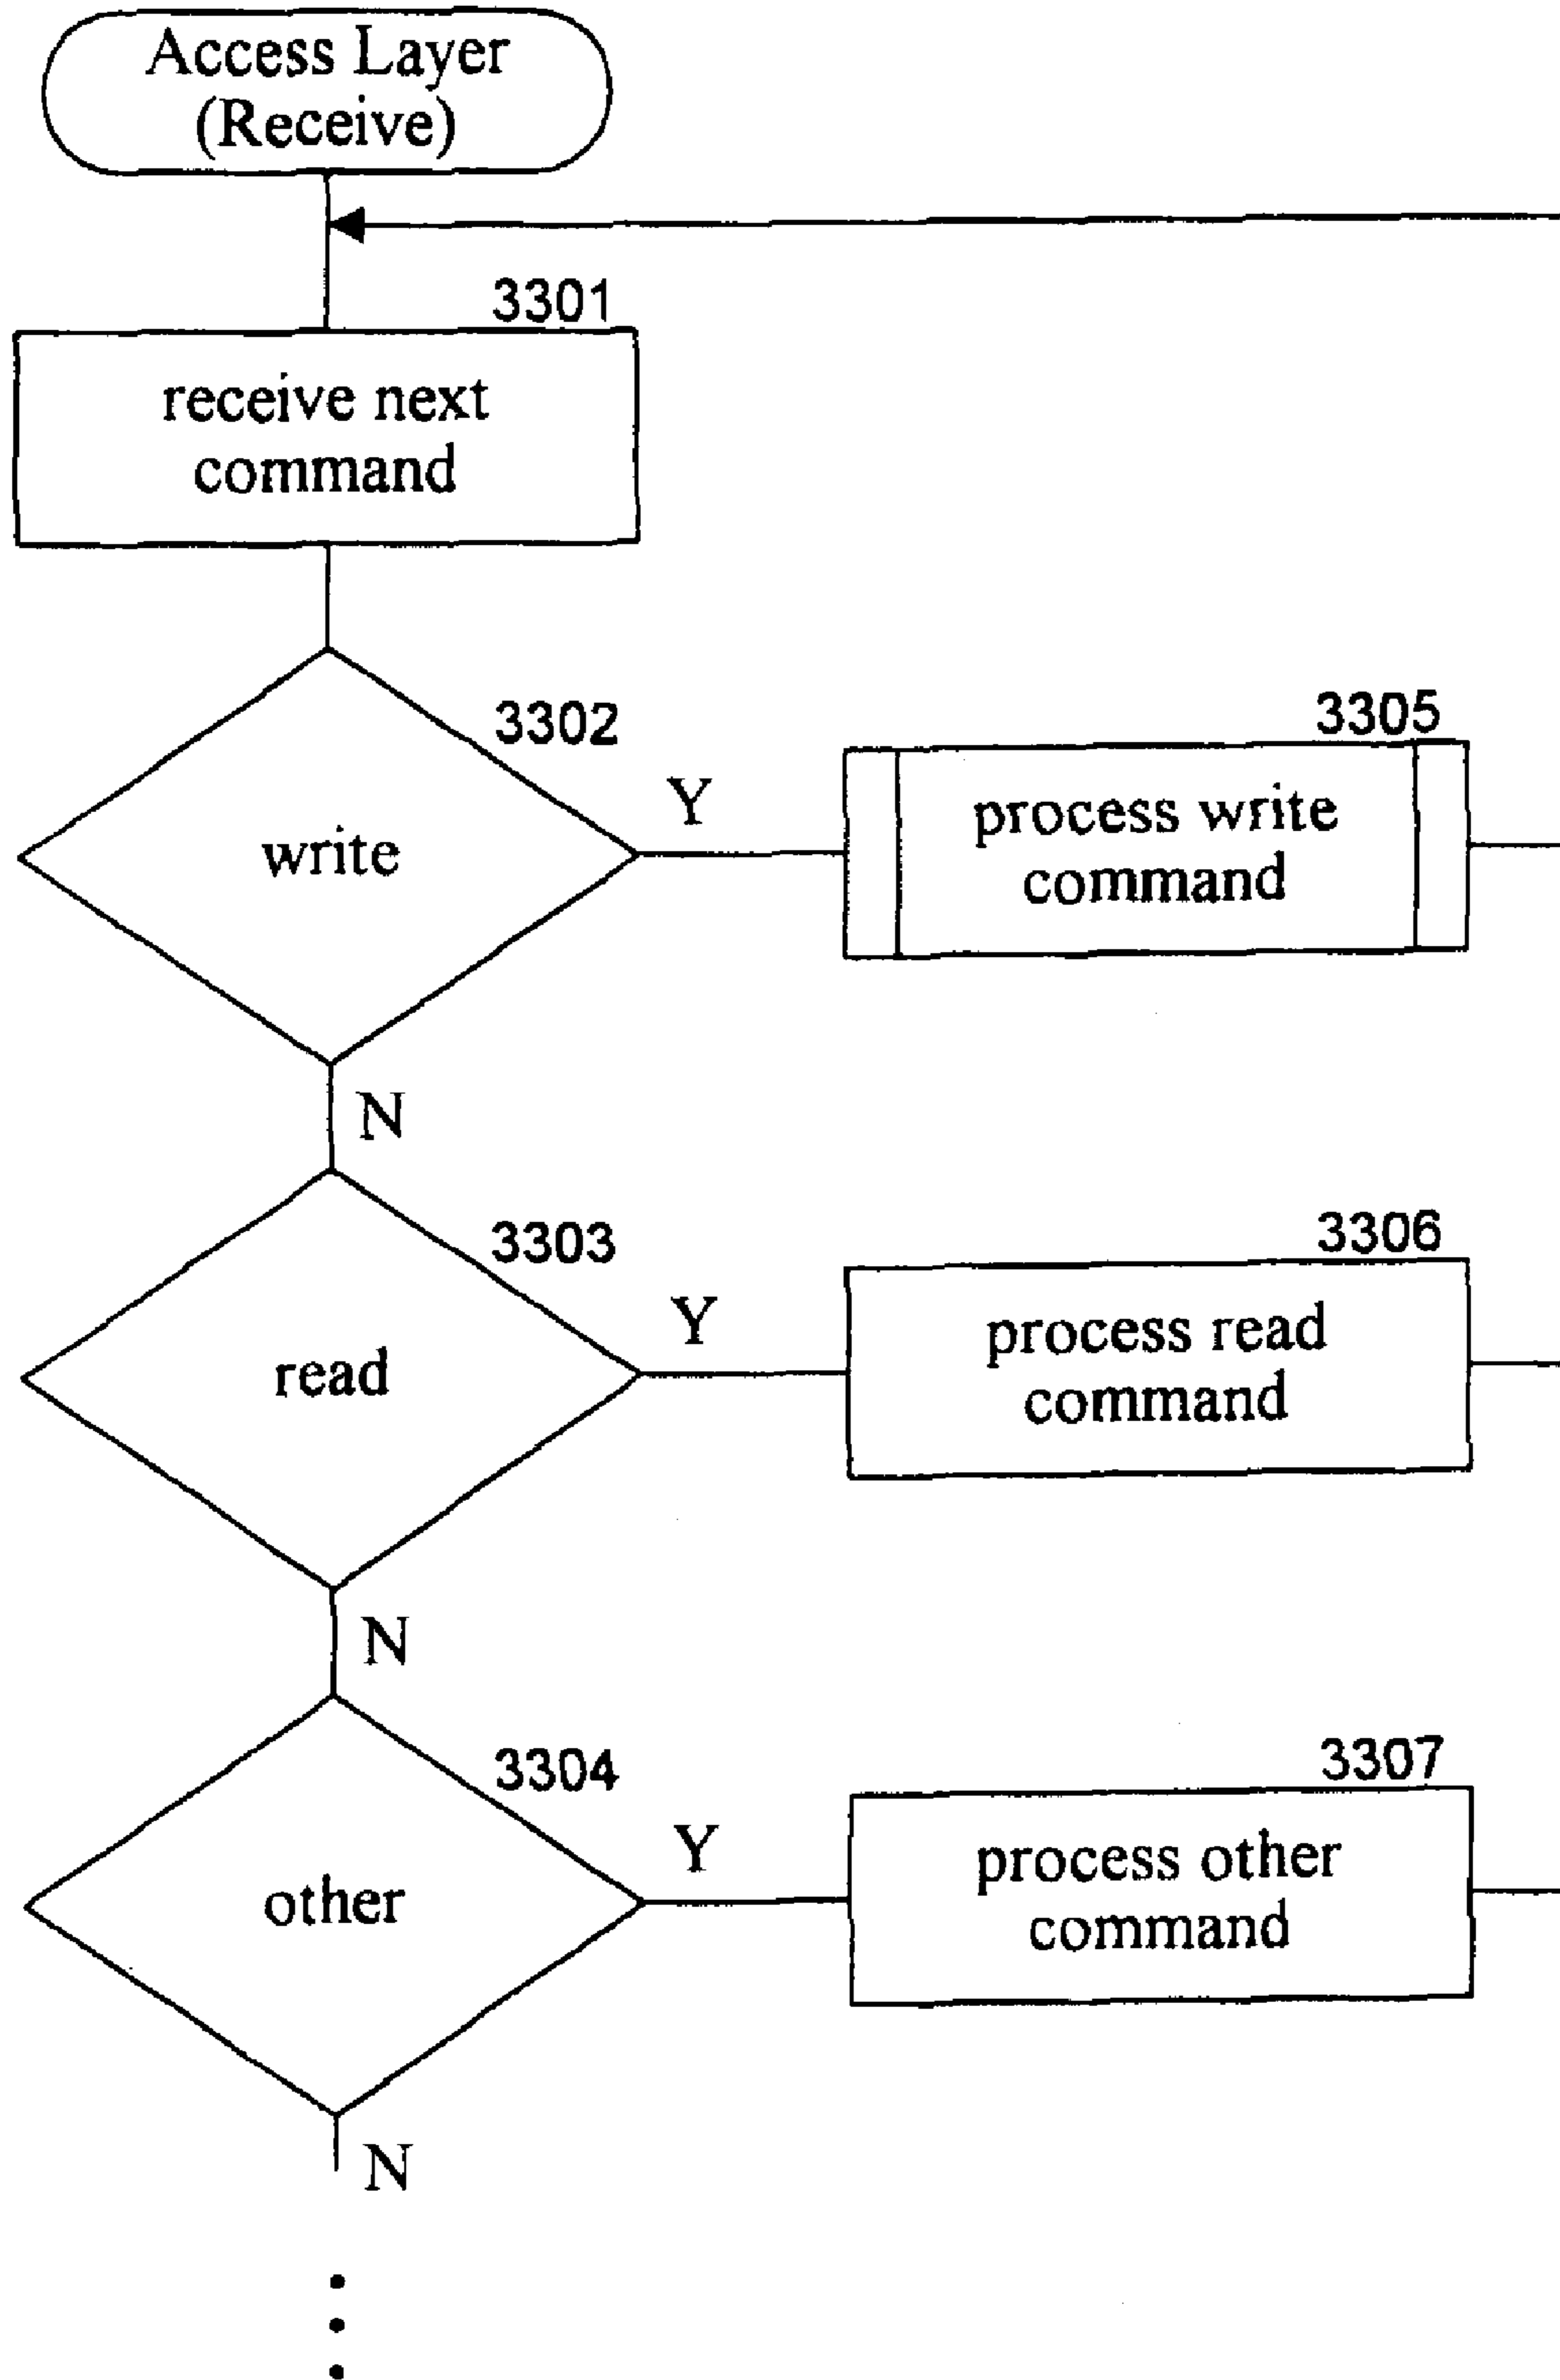 Access Layer
(Receive)
3301
receive next
command
3302
write
Y
3305
process write
command
N
3303
read
Y
3306
process read
command
N
3304
other
Y
3307
process other
command
N